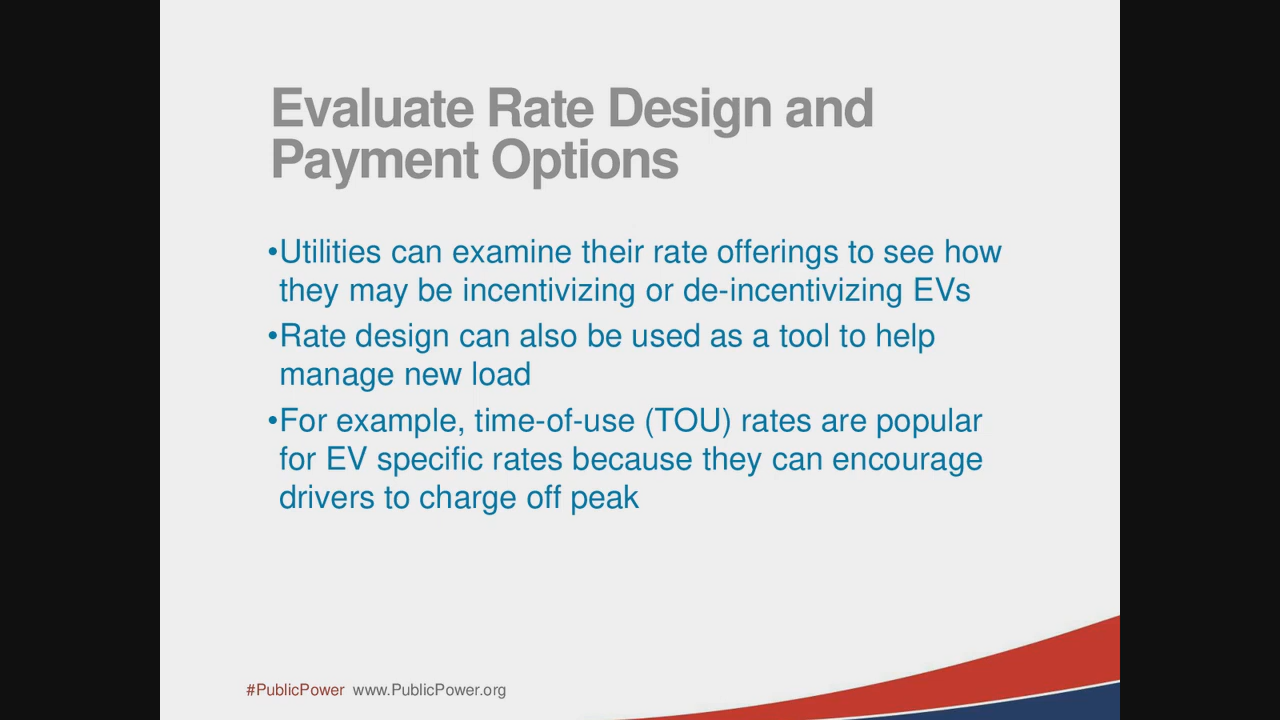 Evaluate Rate Design and
Payment Options
•Utilities can examine their rate offerings to see how
they may be incentivizing or de-incentivizing EVs
•Rate design can also be used as a tool to help
manage new load
•For example, time-of-use (TOU) rates are popular
for EV specific rates because they can encourage
drivers to charge off peak
#PublicPower www.PublicPower.org